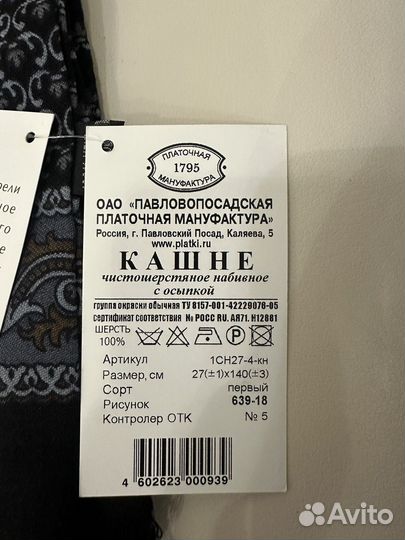 ПЛАТОЧНАЯ
1795
МАНУФАКТУРА
ОАО «ПАВЛОВОПОСАДСКАЯ
ПЛАТОЧНАЯ МАНУФАКТУРА»
Россия, г. Павловский Посад, Каляева, 5
www.platki.ru
КАШНЕ
чистошерстяное набивное
с осыпкой
группа окраски обычная ТУ 8157-001-42229076-05
сертификат соответствия № РОСС RU. АЯ71. Н12881
ШЕРСТЬ
100%
Артикул 1СН27-4-кн
Размер, см 27(±1)х140(±3)
Сорт первый
Рисунок 639-18
Контролер ОТК № 5
4 602623 000939
Avito